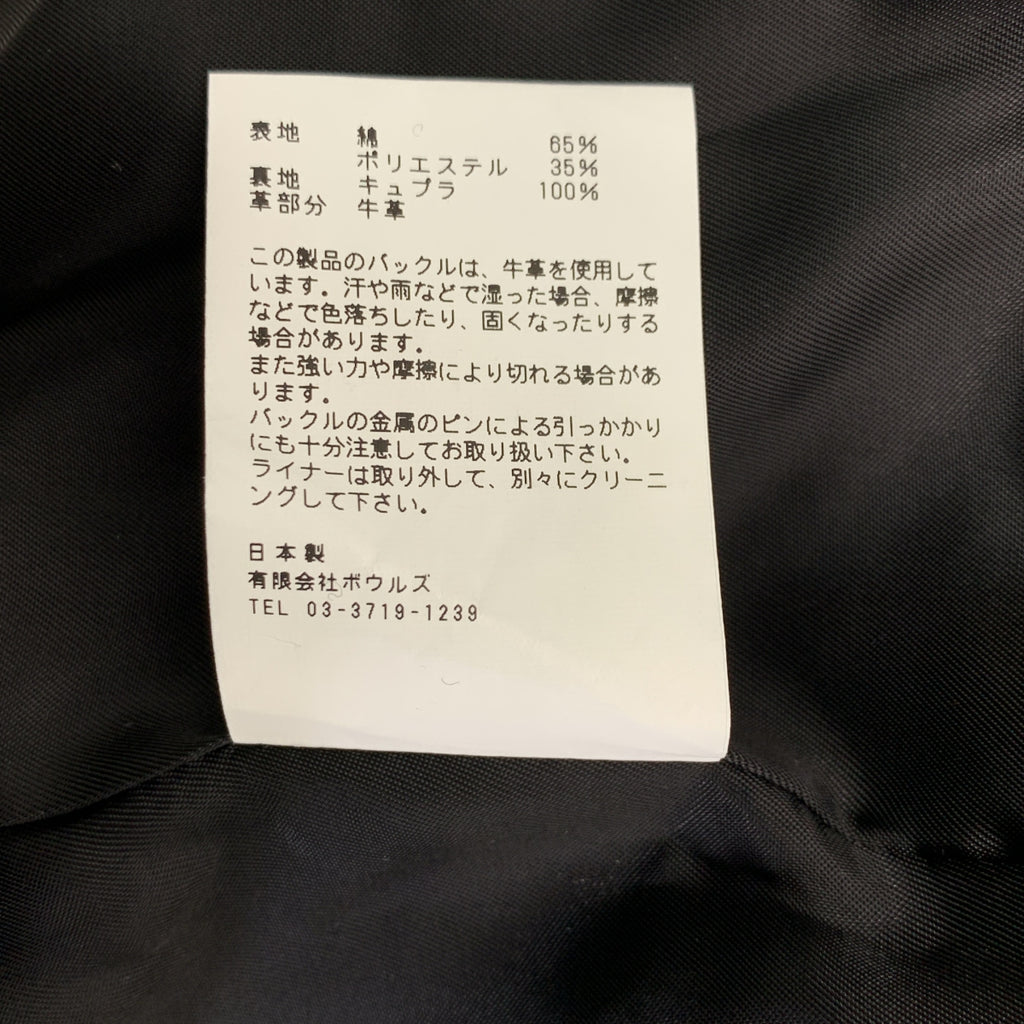 表地 綿 65%
ポリエステル 35%
裏地 キュプラ 100%
革部分 牛革
この製品のバックルは、牛革を使用して
います。汗や雨などで湿った場合、摩擦
などで色落ちしたり、固くなったりする
場合があります。
また強い力や摩擦により切れる場合があ
ります。
バックルの金属のピンによる引っかかり
にも十分注意してお取り扱い下さい。
ライナーは取り外して、別々にクリーニ
ングして下さい。
日本製
有限会社ボウルズ
TEL 03-3719-1239